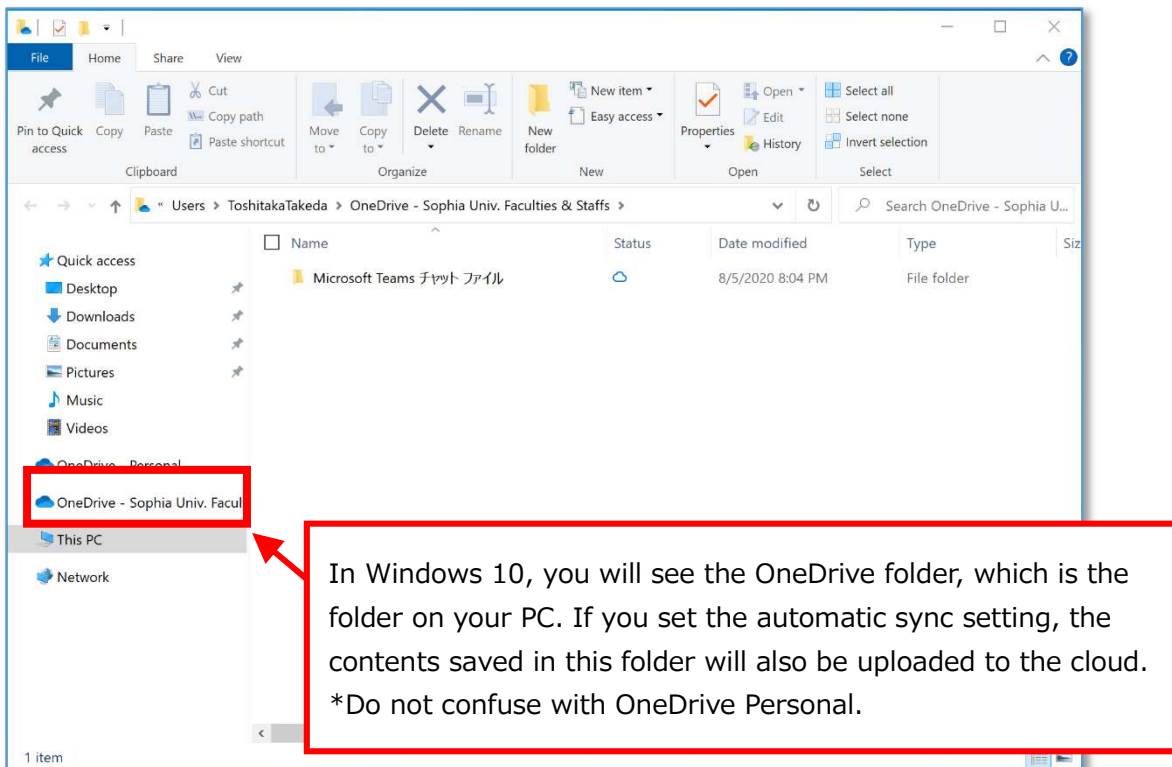 File Home Share View
Pin to Quick access
Copy
Paste
Cut
Copy path
Paste shortcut
Clipboard
Move to
Copy to
Delete
Rename
Organize
New folder
New item
Easy access
New
Properties
Open
Edit
History
Open
Select all
Select none
Invert selection
Select
« Users > ToshitakaTakeda > OneDrive - Sophia Univ. Faculties & Staffs >
Search OneDrive - Sophia U...
Name Status Date modified Type Siz
Microsoft Teams チャット ファイル 8/5/2020 8:04 PM File folder
Quick access
Desktop
Downloads
Documents
Pictures
Music
Videos
OneDrive - Personal
OneDrive - Sophia Univ. Facul
This PC
Network
In Windows 10, you will see the OneDrive folder, which is the
folder on your PC. If you set the automatic sync setting, the
contents saved in this folder will also be uploaded to the cloud.
*Do not confuse with OneDrive Personal.
1 item